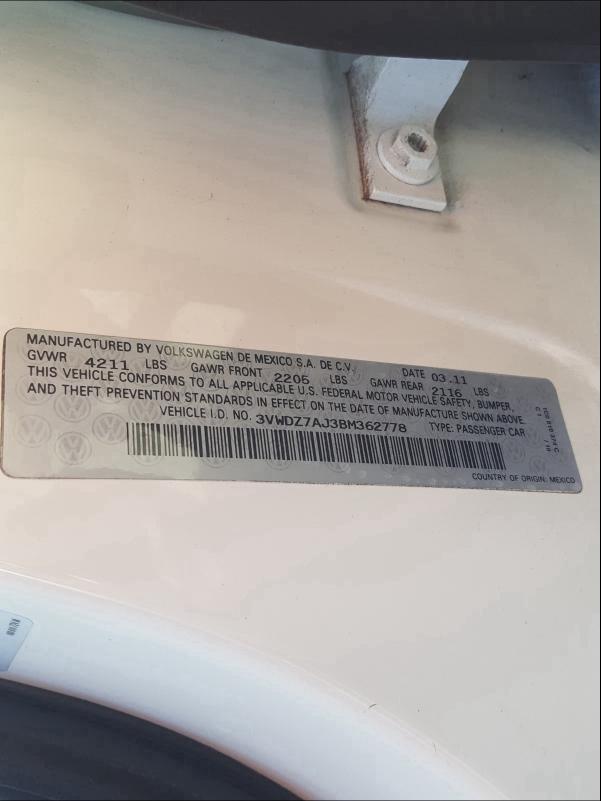 MANUFACTURED BY VOLKSWAGEN DE MEXICO S.A. DE C.V. DATE 03.11
GVWR 4211 LBS GAWR FRONT 2205 LBS GAWR REAR 2116 LBS
THIS VEHICLE CONFORMS TO ALL APPLICABLE U.S. FEDERAL MOTOR VEHICLE SAFETY, BUMPER,
AND THEFT PREVENTION STANDARDS IN EFFECT ON THE DATE OF MANUFACTURE SHOWN ABOVE.
VEHICLE I.D. NO. 3VWDZ7AJ3BM362778 TYPE: PASSENGER CAR
COUNTRY OF ORIGIN: MEXICO